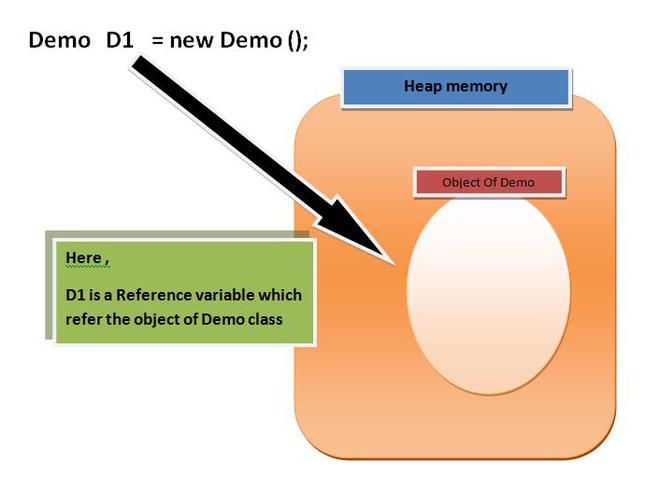 Demo D1 = new Demo ();
Heap memory
Object Of Demo
Here ,
D1 is a Reference variable which
refer the object of Demo class